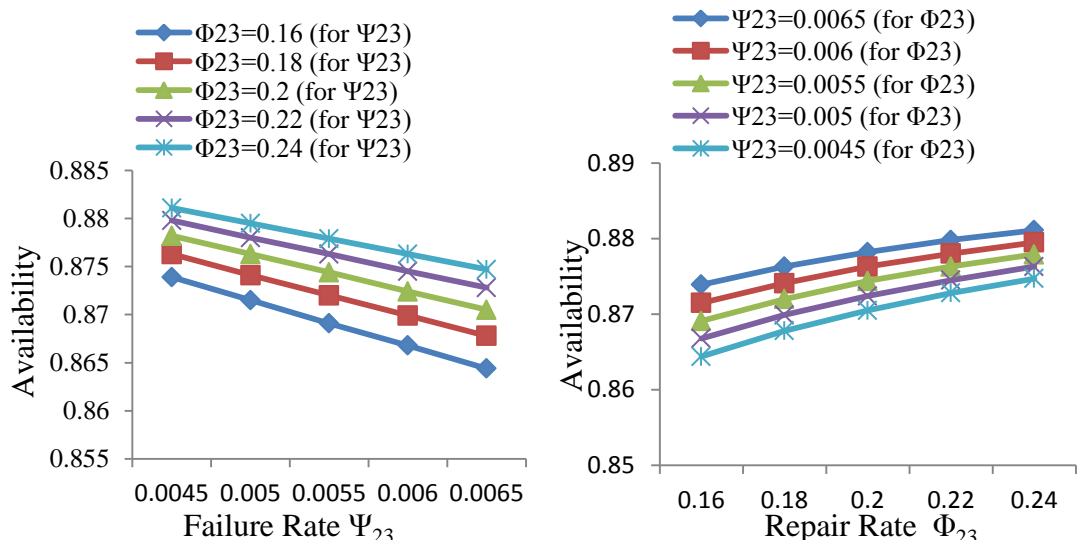 Φ23=0.16 (for Ψ23)
Φ23=0.18 (for Ψ23)
Φ23=0.2 (for Ψ23)
Φ23=0.22 (for Ψ23)
Φ23=0.24 (for Ψ23)
0.885
0.88
0.875
0.87
0.865
0.86
0.855
Availability
0.0045 0.005 0.0055 0.006 0.0065
Failure Rate Ψ23
Ψ23=0.0065 (for Φ23)
Ψ23=0.006 (for Φ23)
Ψ23=0.0055 (for Φ23)
Ψ23=0.005 (for Φ23)
Ψ23=0.0045 (for Φ23)
0.89
0.88
0.87
0.86
0.85
Availability
0.16 0.18 0.2 0.22 0.24
Repair Rate Φ23